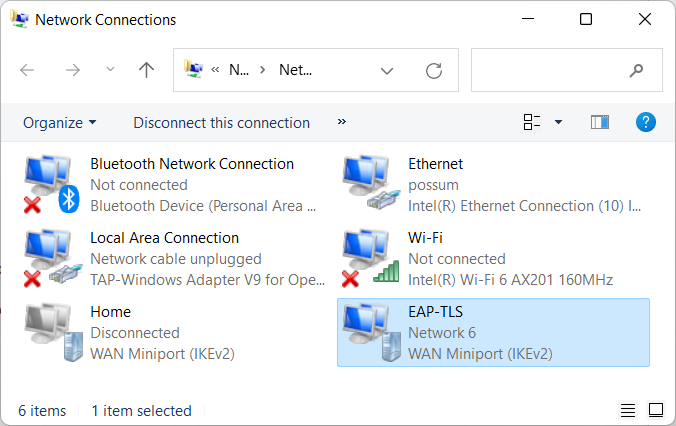 Network Connections
N... Net...
Organize Disconnect this connection »
Bluetooth Network Connection
Not connected
Bluetooth Device (Personal Area ...
Ethernet
possum
Intel(R) Ethernet Connection (10) I...
Local Area Connection
Network cable unplugged
TAP-Windows Adapter V9 for Ope...
Wi-Fi
Not connected
Intel(R) Wi-Fi 6 AX201 160MHz
Home
Disconnected
WAN Miniport (IKEv2)
EAP-TLS
Network 6
WAN Miniport (IKEv2)
6 items 1 item selected